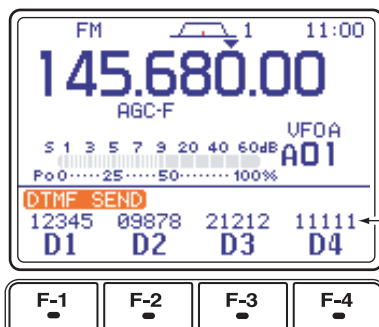 FM 1 11:00
145.680.00
AGC-F
VFOA
S 1 3 5 7 9 20 40 60dB A01
Po 0·····25·····50········100%
DTMF SEND
12345 09878 21212 11111
D1 D2 D3 D4
F-1 F-2 F-3 F-4